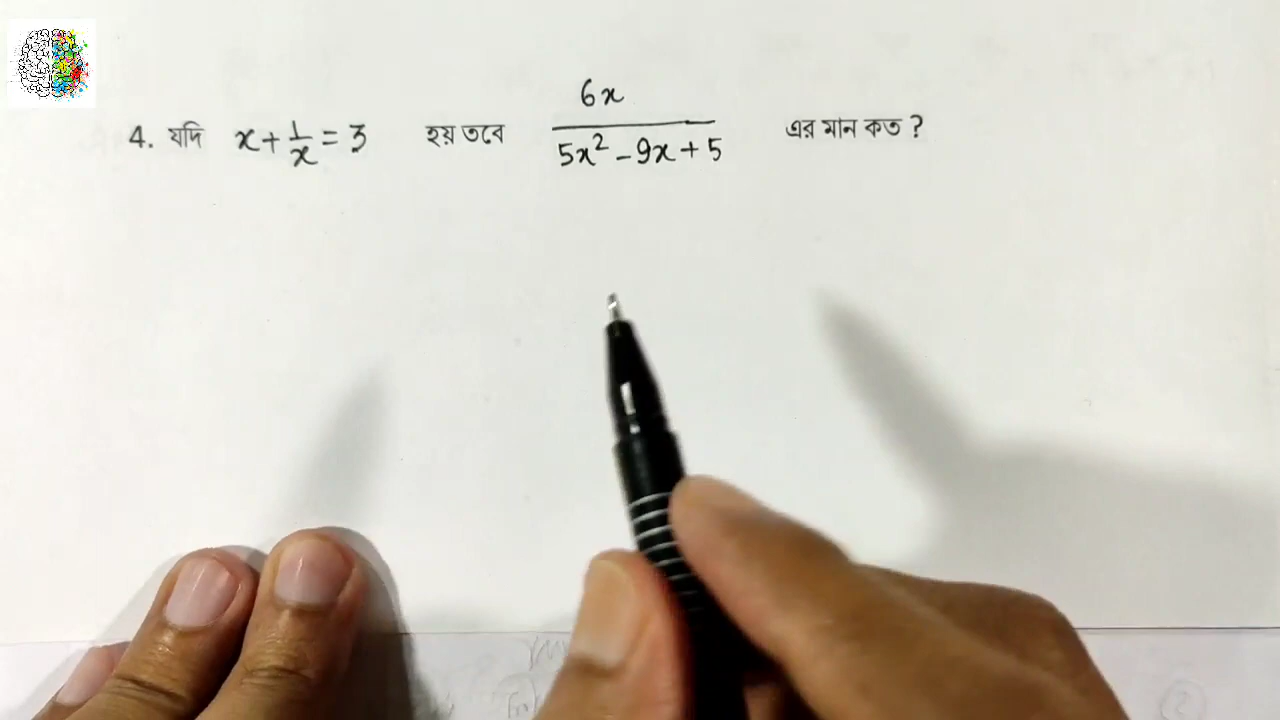 4. যদি x + 1/x = 3 হয় তবে 6x / (5x² - 9x + 5) এর মান কত ?